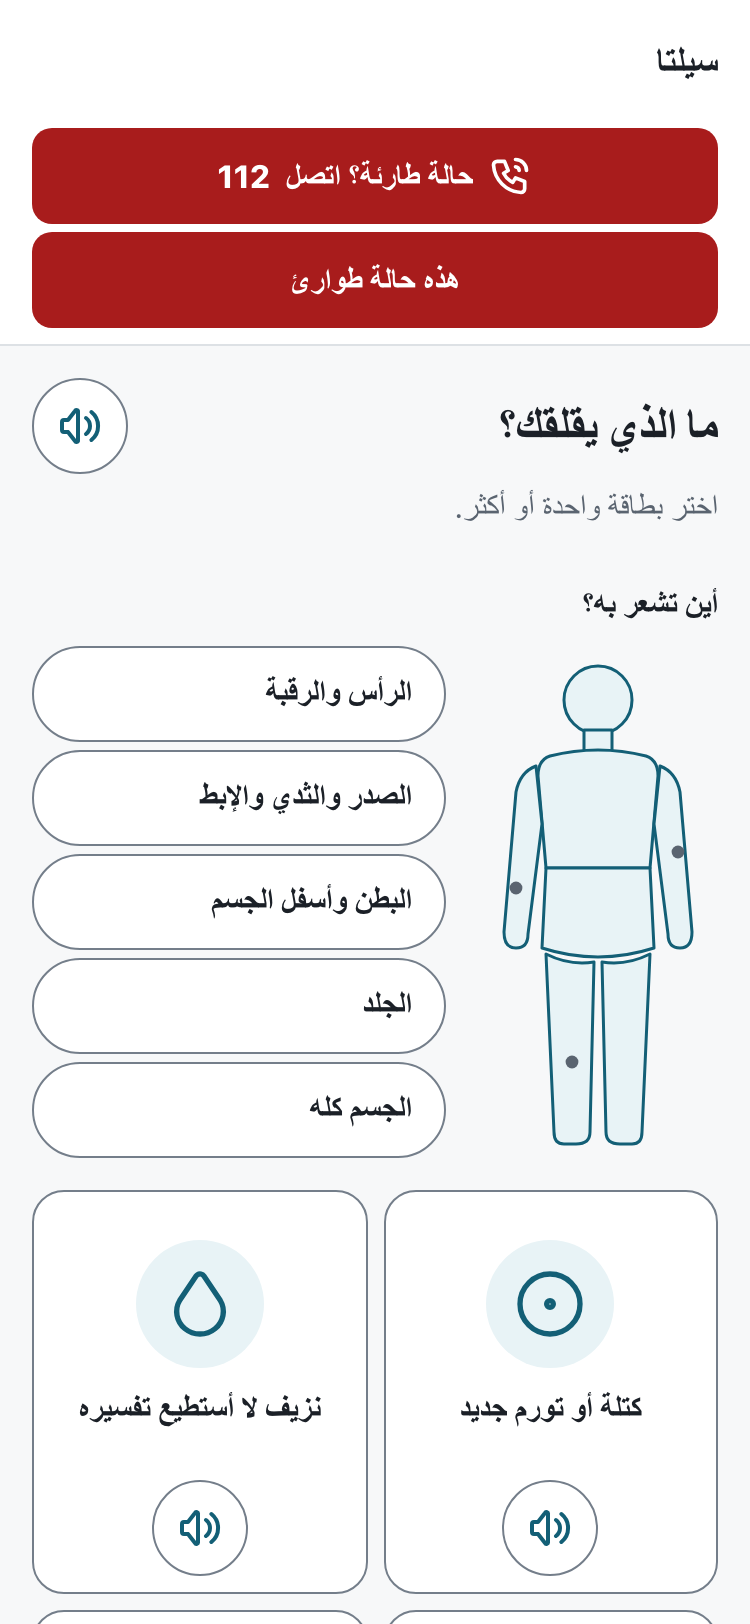 سيلتا
حالة طارئة؟ اتصل 112
هذه حالة طوارئ
ما الذي يقلقك؟
اختر بطاقة واحدة أو أكثر.
أين تشعر به؟
الرأس والرقبة
الصدر والثدي والإبط
البطن وأسفل الجسم
الجلد
الجسم كله
كتلة أو تورم جديد
نزيف لا أستطيع تفسيره